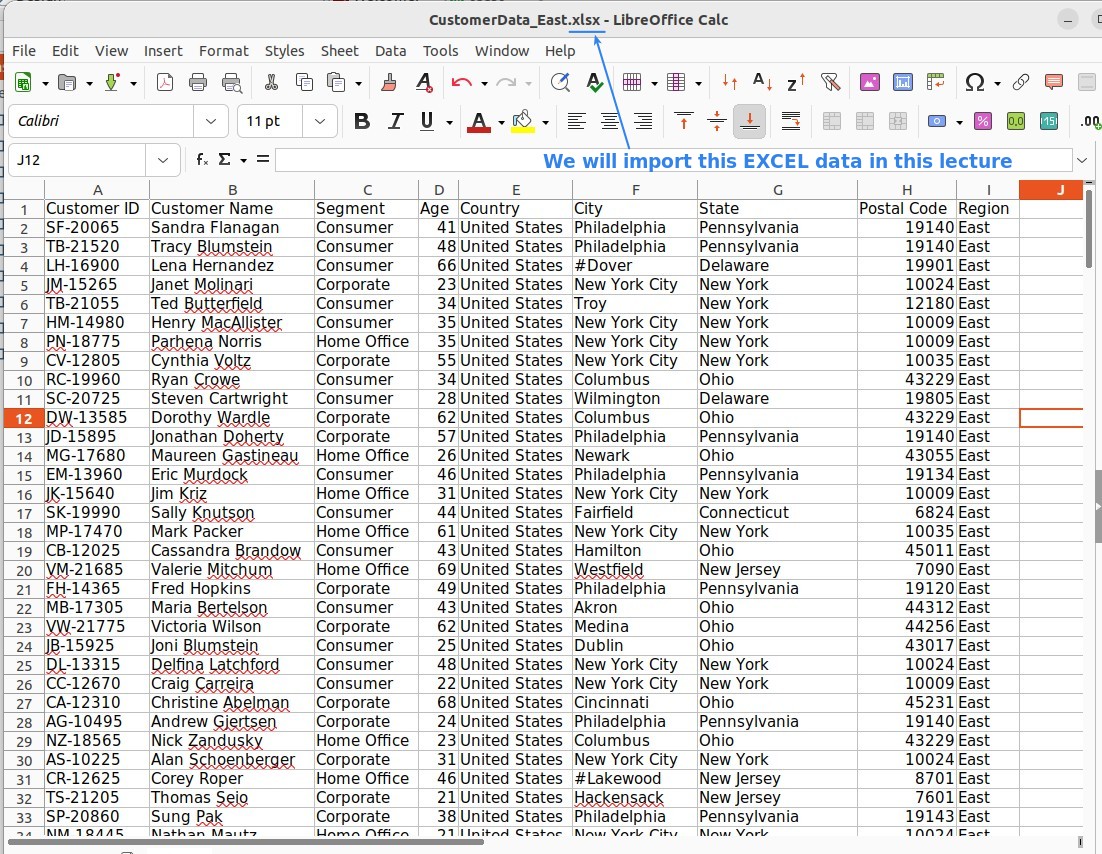 CustomerData_East.xlsx - LibreOffice Calc
File Edit View Insert Format Styles Sheet Data Tools Window Help
Calibri 11 pt
J12
We will import this EXCEL data in this lecture
A B C D E F G H I J
1 Customer ID Customer Name Segment Age Country City State Postal Code Region
2 SF-20065 Sandra Flanagan Consumer 41 United States Philadelphia Pennsylvania 19140 East
3 TB-21520 Tracy Blumstein Consumer 48 United States Philadelphia Pennsylvania 19140 East
4 LH-16900 Lena Hernandez Consumer 66 United States #Dover Delaware 19901 East
5 JM-15265 Janet Molinari Corporate 23 United States New York City New York 10024 East
6 TB-21055 Ted Butterfield Consumer 34 United States Troy New York 12180 East
7 HM-14980 Henry MacAllister Consumer 35 United States New York City New York 10009 East
8 PN-18775 Parhena Norris Home Office 35 United States New York City New York 10009 East
9 CV-12805 Cynthia Voltz Corporate 55 United States New York City New York 10035 East
10 RC-19960 Ryan Crowe Consumer 34 United States Columbus Ohio 43229 East
11 SC-20725 Steven Cartwright Consumer 28 United States Wilmington Delaware 19805 East
12 DW-13585 Dorothy Wardle Corporate 62 United States Columbus Ohio 43229 East
13 JD-15895 Jonathan Doherty Corporate 57 United States Philadelphia Pennsylvania 19140 East
14 MG-17680 Maureen Gastineau Home Office 26 United States Newark Ohio 43055 East
15 EM-13960 Eric Murdock Consumer 46 United States Philadelphia Pennsylvania 19134 East
16 JK-15640 Jim Kriz Home Office 31 United States New York City New York 10009 East
17 SK-19990 Sally Knutson Consumer 44 United States Fairfield Connecticut 6824 East
18 MP-17470 Mark Packer Home Office 61 United States New York City New York 10035 East
19 CB-12025 Cassandra Brandow Consumer 43 United States Hamilton Ohio 45011 East
20 VM-21685 Valerie Mitchum Home Office 69 United States Westfield New Jersey 7090 East
21 FH-14365 Fred Hopkins Corporate 49 United States Philadelphia Pennsylvania 19120 East
22 MB-17305 Maria Bertelson Consumer 43 United States Akron Ohio 44312 East
23 VW-21775 Victoria Wilson Corporate 62 United States Medina Ohio 44256 East
24 JB-15925 Joni Blumstein Consumer 25 United States Dublin Ohio 43017 East
25 DL-13315 Delfina Latchford Consumer 48 United States New York City New York 10024 East
26 CC-12670 Craig Carreira Consumer 22 United States New York City New York 10009 East
27 CA-12310 Christine Abelman Corporate 68 United States Cincinnati Ohio 45231 East
28 AG-10495 Andrew Gjertsen Corporate 24 United States Philadelphia Pennsylvania 19140 East
29 NZ-18565 Nick Zandusky Home Office 23 United States Columbus Ohio 43229 East
30 AS-10225 Alan Schoenberger Corporate 31 United States New York City New York 10024 East
31 CR-12625 Corey Roper Home Office 46 United States #Lakewood New Jersey 8701 East
32 TS-21205 Thomas Seio Corporate 21 United States Hackensack New Jersey 7601 East
33 SP-20860 Sung Pak Corporate 38 United States Philadelphia Pennsylvania 19143 East
34 NM-18445 Nathan Mautz Home Office 21 United States New York City New York 10024 East